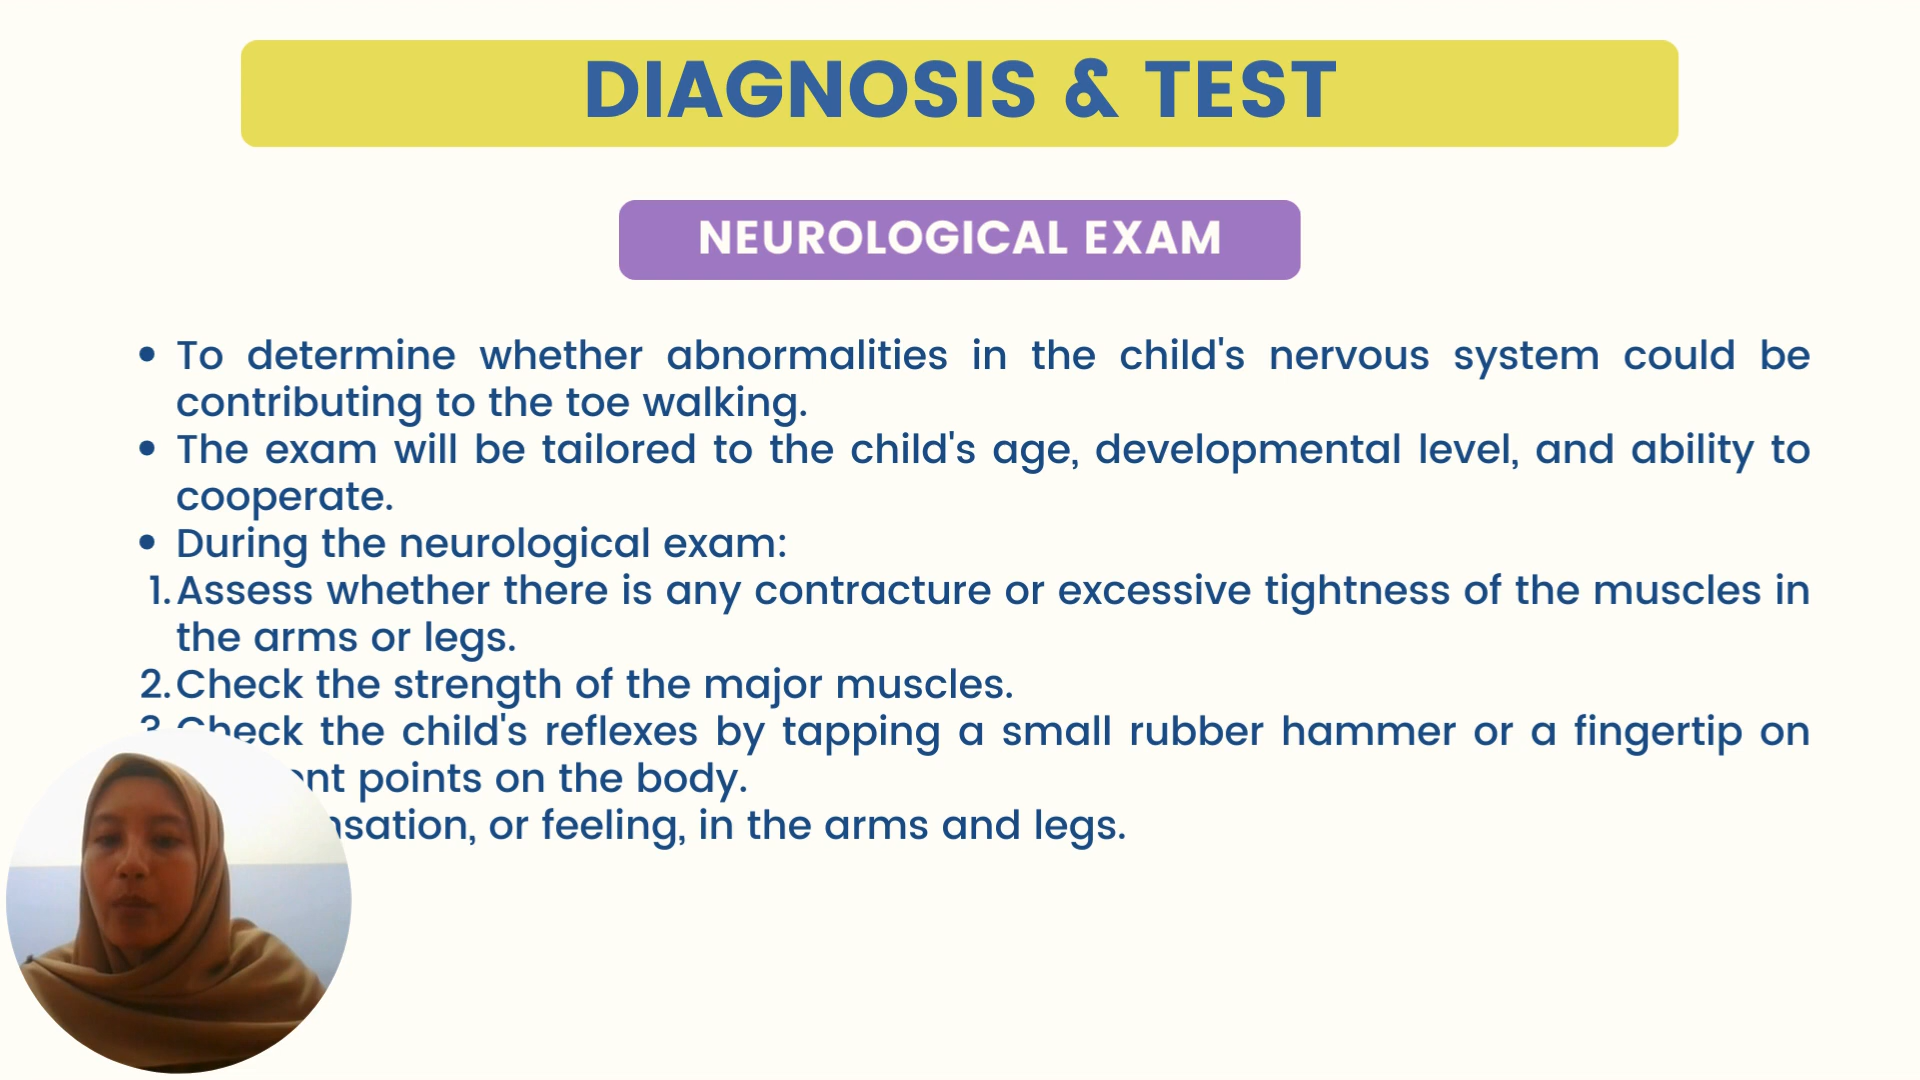 DIAGNOSIS & TEST
NEUROLOGICAL EXAM
• To determine whether abnormalities in the child's nervous system could be
contributing to the toe walking.
• The exam will be tailored to the child's age, developmental level, and ability to
cooperate.
• During the neurological exam:
1. Assess whether there is any contracture or excessive tightness of the muscles in
the arms or legs.
2. Check the strength of the major muscles.
3 Check the child's reflexes by tapping a small rubber hammer or a fingertip on
points on the body.
or feeling, in the arms and legs.